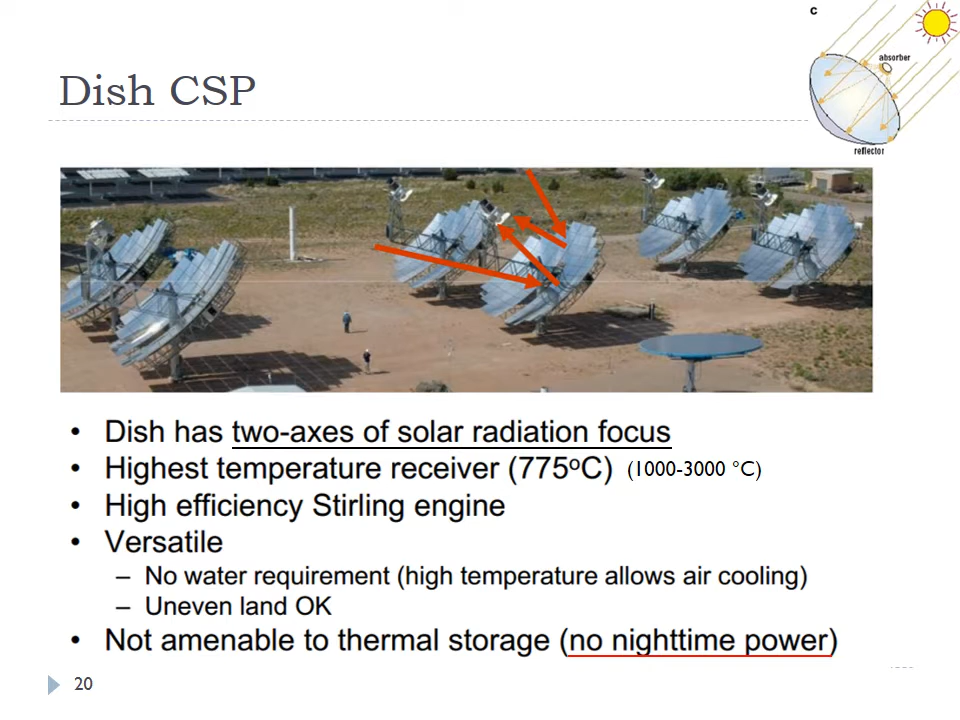 c
absorber
reflector
Dish CSP
• Dish has two-axes of solar radiation focus
• Highest temperature receiver (775°C) (1000-3000 °C)
• High efficiency Stirling engine
• Versatile
– No water requirement (high temperature allows air cooling)
– Uneven land OK
• Not amenable to thermal storage (no nighttime power)
20